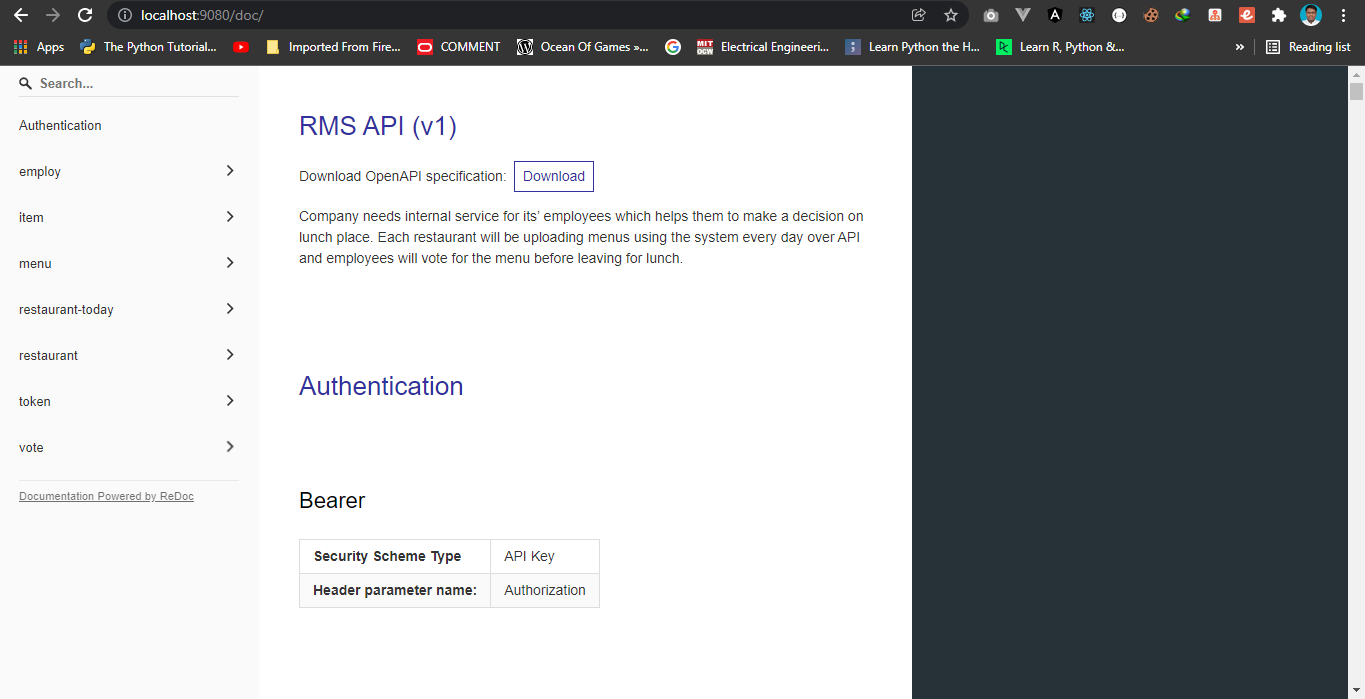 localhost:9080/doc/
Apps The Python Tutorial... Imported From Fire... COMMENT Ocean Of Games »... MIT OCW Electrical Engineeri... Learn Python the H... Learn R, Python &... » Reading list
Search...
Authentication
employ
item
menu
restaurant-today
restaurant
token
vote
Documentation Powered by ReDoc
RMS API (v1)
Download OpenAPI specification: Download
Company needs internal service for its’ employees which helps them to make a decision on
lunch place. Each restaurant will be uploading menus using the system every day over API
and employees will vote for the menu before leaving for lunch.
Authentication
Bearer
Security Scheme Type API Key
Header parameter name: Authorization